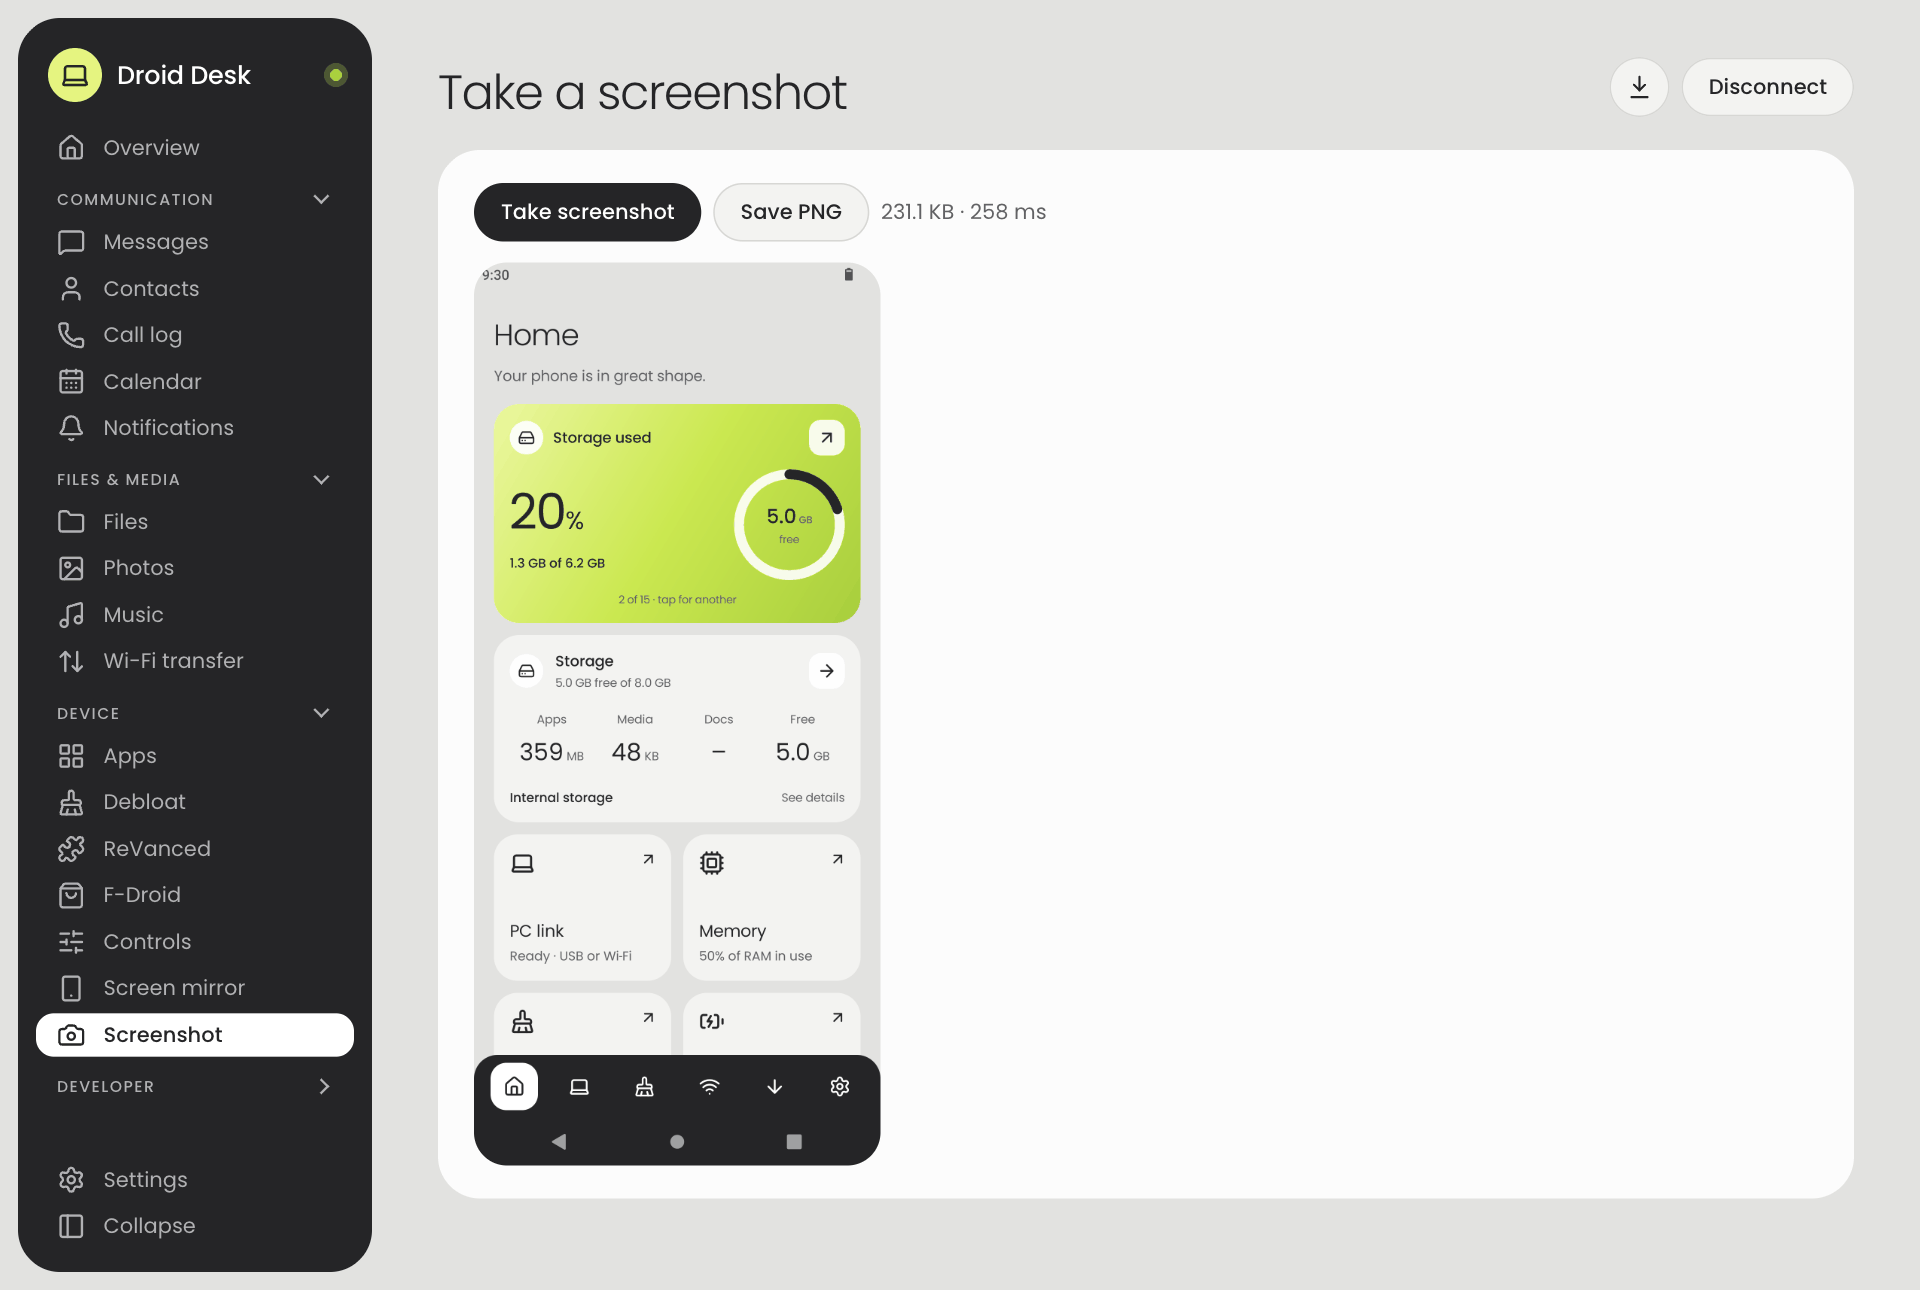 Droid Desk
Overview
COMMUNICATION
Messages
Contacts
Call log
Calendar
Notifications
FILES & MEDIA
Files
Photos
Music
Wi-Fi transfer
DEVICE
Apps
Debloat
ReVanced
F-Droid
Controls
Screen mirror
Screenshot
DEVELOPER
Settings
Collapse
Take a screenshot
Disconnect
Take screenshot
Save PNG
231.1 KB · 258 ms
9:30
Home
Your phone is in great shape.
Storage used
20%
1.3 GB of 6.2 GB
5.0 GB
free
2 of 15 · tap for another
Storage
5.0 GB free of 8.0 GB
Apps Media Docs Free
359 MB 48 KB – 5.0 GB
Internal storage See details
PC link
Ready · USB or Wi-Fi
Memory
50% of RAM in use